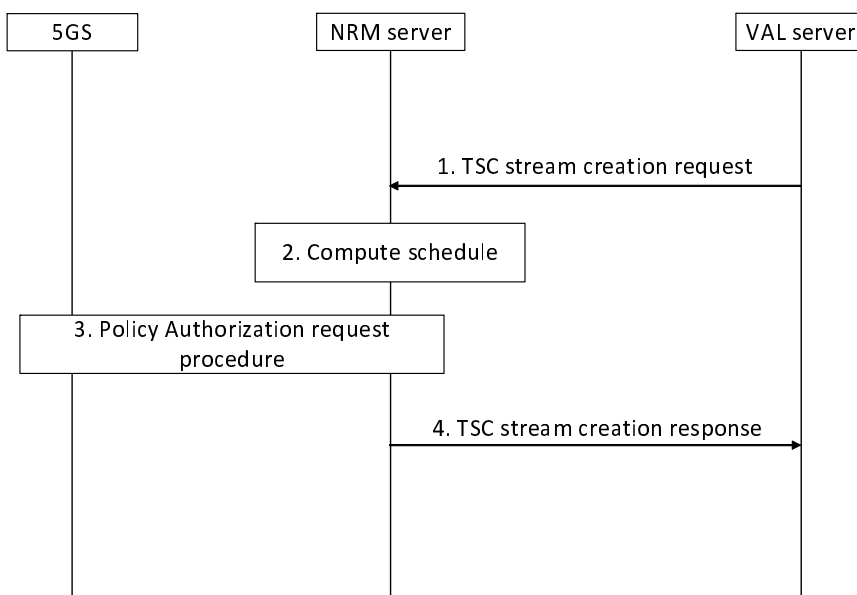 5GS
NRM server
VAL server
1. TSC stream creation request
2. Compute schedule
3. Policy Authorization request
procedure
4. TSC stream creation response